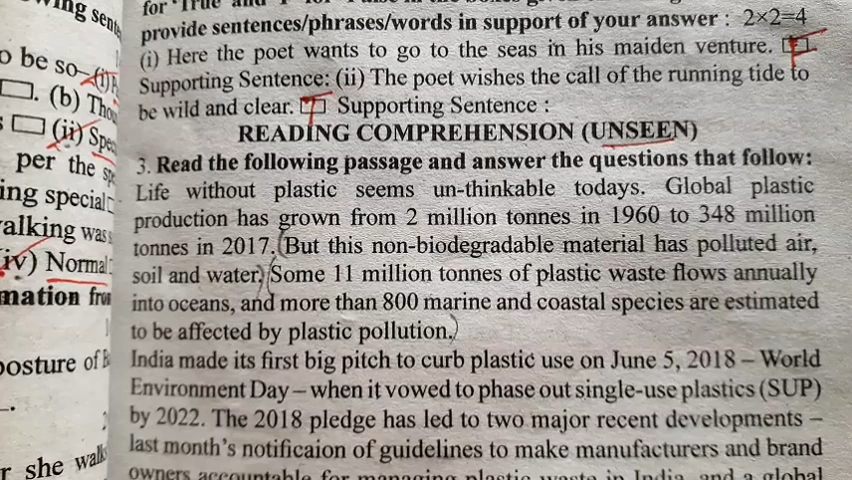 wing sente
o be so–(i) P
. (b) Thou
s (ii) Spec
per the sp
ing special
alking was
iv) Normal
mation from
posture of B
r she walk
for 'True' and 'F' for False in the boxes
provide sentences/phrases/words in support of your answer : 2×2=4
(i) Here the poet wants to go to the seas in his maiden venture. F
Supporting Sentence: (ii) The poet wishes the call of the running tide to
be wild and clear. T Supporting Sentence :
READING COMPREHENSION (UNSEEN)
3. Read the following passage and answer the questions that follow:
Life without plastic seems un-thinkable todays. Global plastic
production has grown from 2 million tonnes in 1960 to 348 million
tonnes in 2017. (But this non-biodegradable material has polluted air,
soil and water) (Some 11 million tonnes of plastic waste flows annually
into oceans, and more than 800 marine and coastal species are estimated
to be affected by plastic pollution.)
India made its first big pitch to curb plastic use on June 5, 2018 – World
Environment Day – when it vowed to phase out single-use plastics (SUP)
by 2022. The 2018 pledge has led to two major recent developments –
last month's notificaion of guidelines to make manufacturers and brand
owners accountable for managing plastic waste in India, and a global